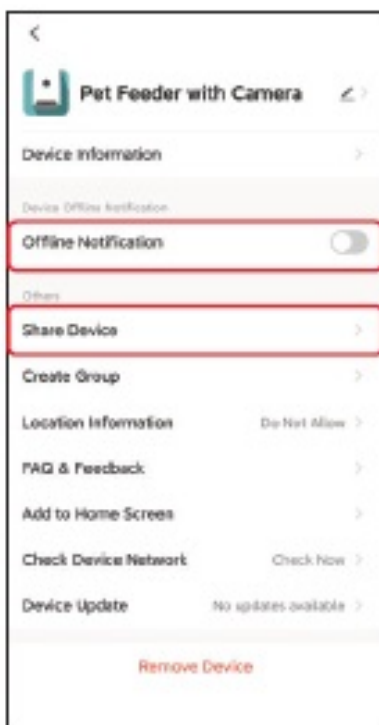 Pet Feeder with Camera
Device Information
Device Offline Notification
Offline Notification
Others
Share Device
Create Group
Location Information Do Not Allow
FAQ & Feedback
Add to Home Screen
Check Device Network Check Now
Device Update No updates available
Remove Device